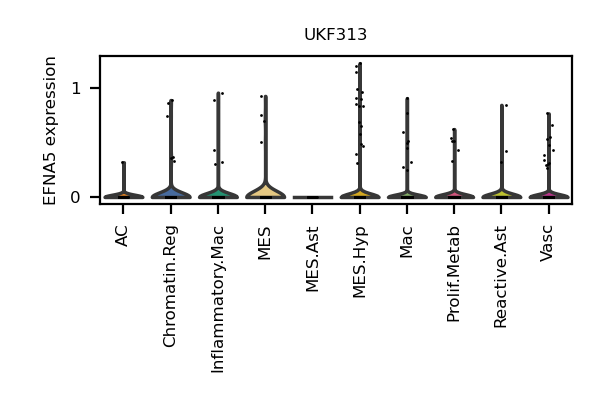 UKF313
EFNA5 expression
1
0
AC
Chromatin.Reg
Inflammatory.Mac
MES
MES.Ast
MES.Hyp
Mac
Prolif.Metab
Reactive.Ast
Vasc